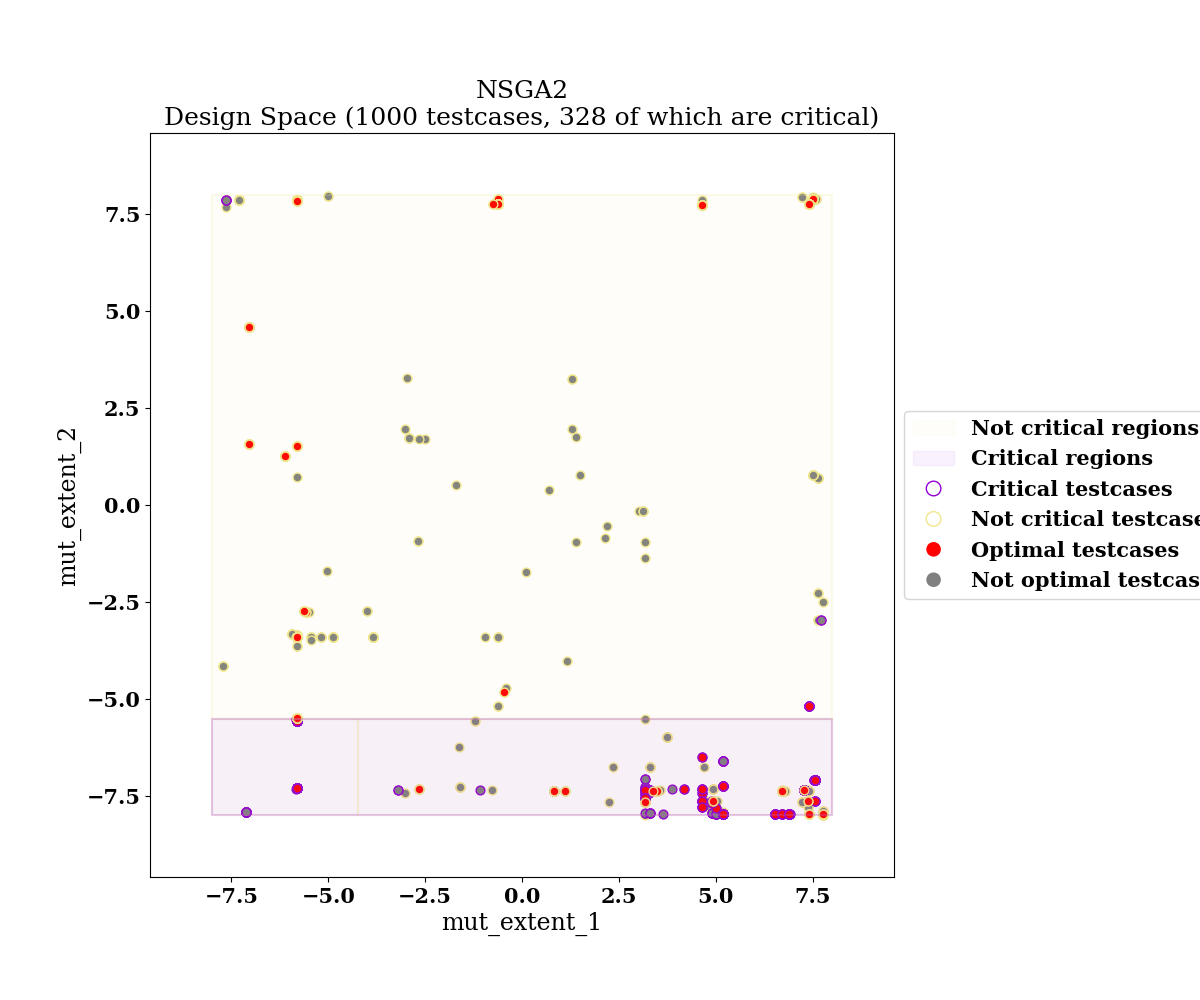 NSGA2
Design Space (1000 testcases, 328 of which are critical)
mut_extent_2
7.5
5.0
2.5
0.0
−2.5
−5.0
−7.5
−7.5
−5.0
−2.5
0.0
2.5
5.0
7.5
mut_extent_1
Not critical regions
Critical regions
Critical testcases
Not critical testcase
Optimal testcases
Not optimal testcas